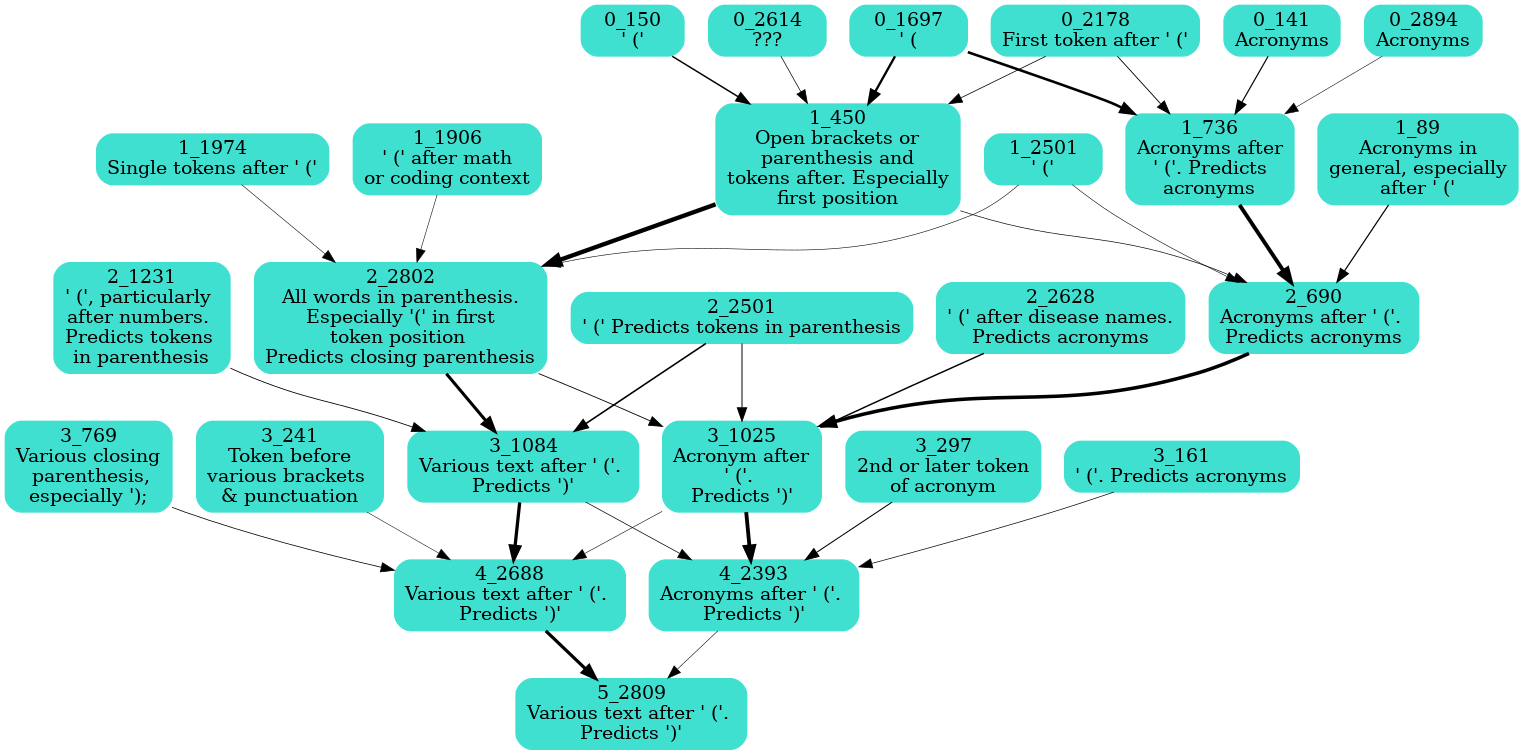 0_150
' ('
0_2614
???
0_1697
' (
0_2178
First token after ' ('
0_141
Acronyms
0_2894
Acronyms
1_1974
Single tokens after ' ('
1_1906
' (' after math
or coding context
1_450
Open brackets or
parenthesis and
tokens after. Especially
first position
1_2501
' ('
1_736
Acronyms after
' ('. Predicts
acronyms
1_89
Acronyms in
general, especially
after ' ('
2_1231
' (', particularly
after numbers.
Predicts tokens
in parenthesis
2_2802
All words in parenthesis.
Especially '(' in first
token position
Predicts closing parenthesis
2_2501
' (' Predicts tokens in parenthesis
2_2628
' (' after disease names.
Predicts acronyms
2_690
Acronyms after ' ('.
Predicts acronyms
3_769
Various closing
parenthesis,
especially ');
3_241
Token before
various brackets
& punctuation
3_1084
Various text after ' ('.
Predicts ')'
3_1025
Acronym after
' ('.
Predicts ')'
3_297
2nd or later token
of acronym
3_161
' ('. Predicts acronyms
4_2688
Various text after ' ('.
Predicts ')'
4_2393
Acronyms after ' ('.
Predicts ')'
5_2809
Various text after ' ('.
Predicts ')'